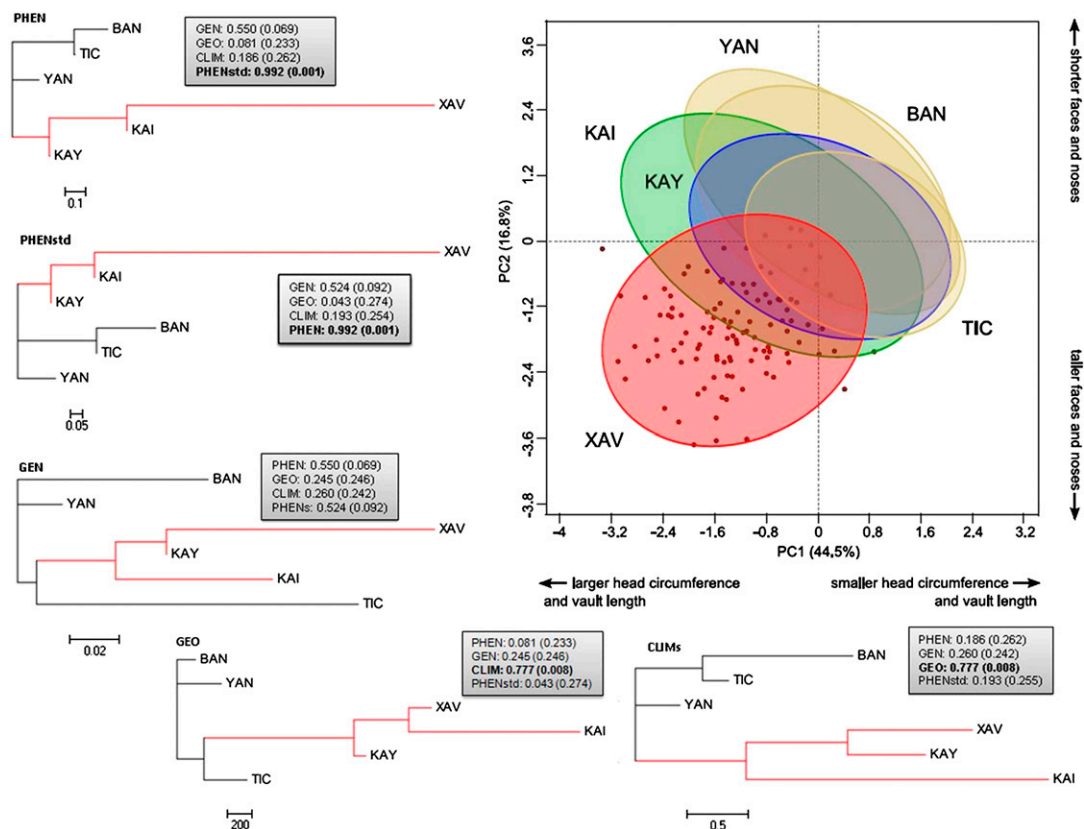 PHEN
BAN
TIC
YAN
XAV
KAI
KAY
0.1
GEN: 0.550 (0.069)
GEO: 0.081 (0.233)
CLIM: 0.186 (0.262)
PHENstd: 0.992 (0.001)
PHENstd
XAV
KAI
KAY
BAN
TIC
YAN
0.05
GEN: 0.524 (0.092)
GEO: 0.043 (0.274)
CLIM: 0.193 (0.254)
PHEN: 0.992 (0.001)
GEN
BAN
YAN
XAV
KAY
KAI
TIC
0.02
PHEN: 0.550 (0.069)
GEO: 0.245 (0.246)
CLIM: 0.260 (0.242)
PHENs: 0.524 (0.092)
YAN
BAN
KAI
KAY
TIC
XAV
PC2 (16.8%)
3.6
2.4
1.2
0
-1.2
-2.4
-3.6
-3.8
-4 -3.2 -2.4 -1.6 -0.8 0 0.8 1.6 2.4 3.2
PC1 (44,5%)
larger head circumference
and vault length
smaller head circumference
and vault length
shorter faces and noses
taller faces and noses
GEO
BAN
YAN
XAV
KAI
KAY
TIC
200
PHEN: 0.081 (0.233)
GEN: 0.245 (0.246)
CLIM: 0.777 (0.008)
PHENstd: 0.043 (0.274)
CLIMs
BAN
TIC
YAN
XAV
KAY
KAI
0.5
PHEN: 0.186 (0.262)
GEN: 0.260 (0.242)
GEO: 0.777 (0.008)
PHENstd: 0.193 (0.255)